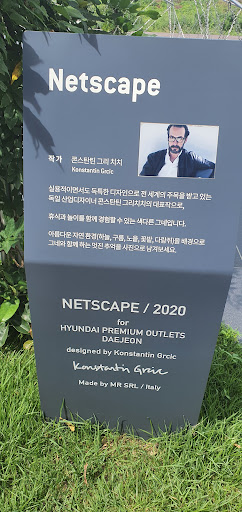 Netscape
작 가 콘스탄틴 그리 치치
Konstantin Grcic
실용적이면서도 독특한 디자인으로 전 세계의 주목을 받고 있는
독일 산업디자이너 콘스탄틴 그리치치의 대표작으로,
휴식과 놀이를 함께 경험할 수 있는 색다른 그네입니다.
아름다운 자연 환경(하늘, 구름, 노을, 꽃밭, 다랄쥐)를 배경으로
그네와 함께 하는 멋진 추억을 사진으로 남겨보세요.
NETSCAPE / 2020
for
HYUNDAI PREMIUM OUTLETS
DAEJEON
designed by Konstantin Grcic
Konstantin Grcic
Made by MR SRL / Italy